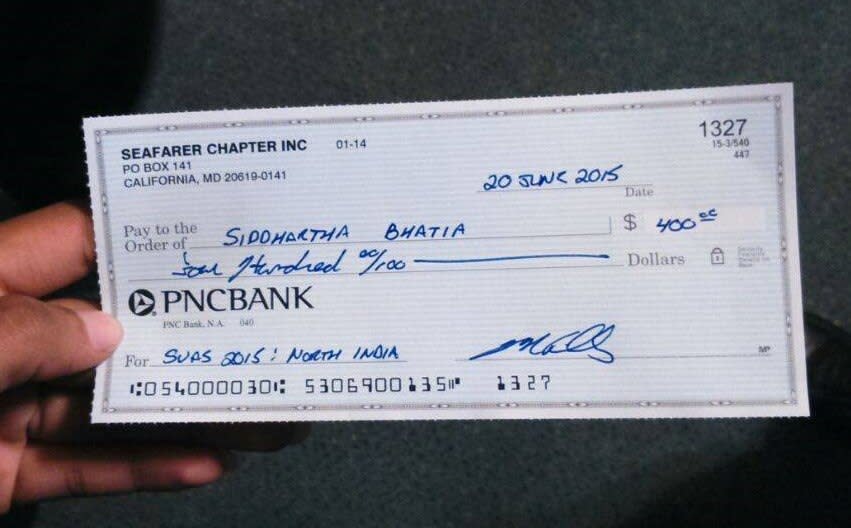 SEAFARER CHAPTER INC 01-14
PO BOX 141
CALIFORNIA, MD 20619-0141
1327
15-3/540
447
20 JUNE 2015
Date
Pay to the
Order of SIDDHARTHA BHATIA $ 400 00
Four Hundred 00/100 Dollars
PNCBANK
PNC Bank, N.A. 040
For SUAS 2015: NORTH INDIA
MP
⑆054000030⑆ 5306900135⑈ 1327